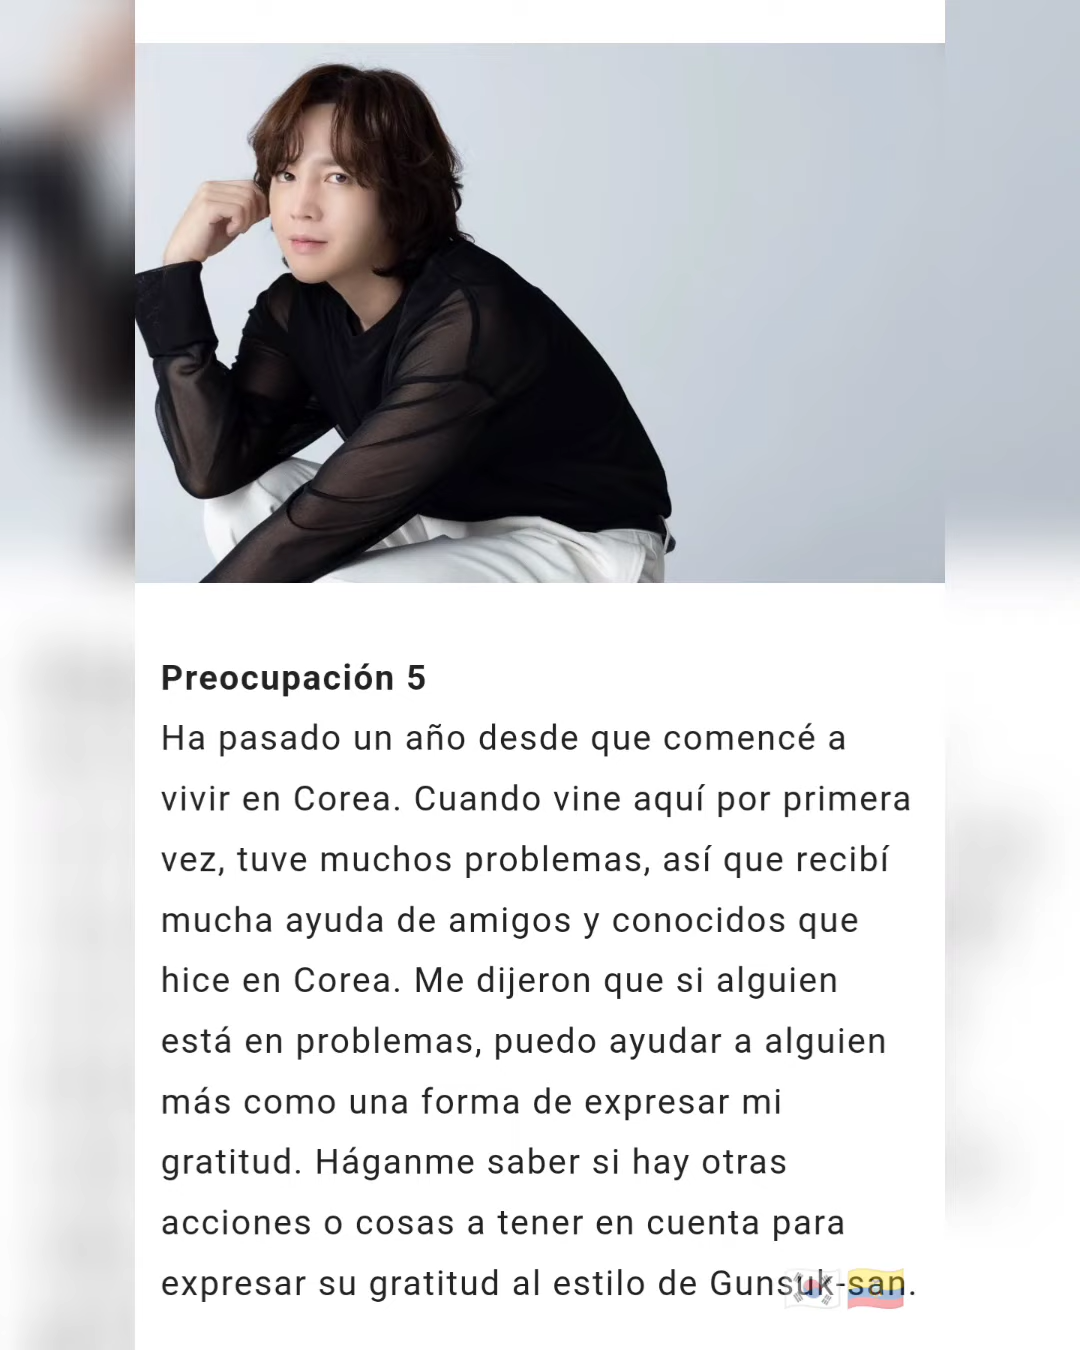 Preocupación 5
Ha pasado un año desde que comencé a
vivir en Corea. Cuando vine aquí por primera
vez, tuve muchos problemas, así que recibí
mucha ayuda de amigos y conocidos que
hice en Corea. Me dijeron que si alguien
está en problemas, puedo ayudar a alguien
más como una forma de expresar mi
gratitud. Háganme saber si hay otras
acciones o cosas a tener en cuenta para
expresar su gratitud al estilo de Gunsuk-san.